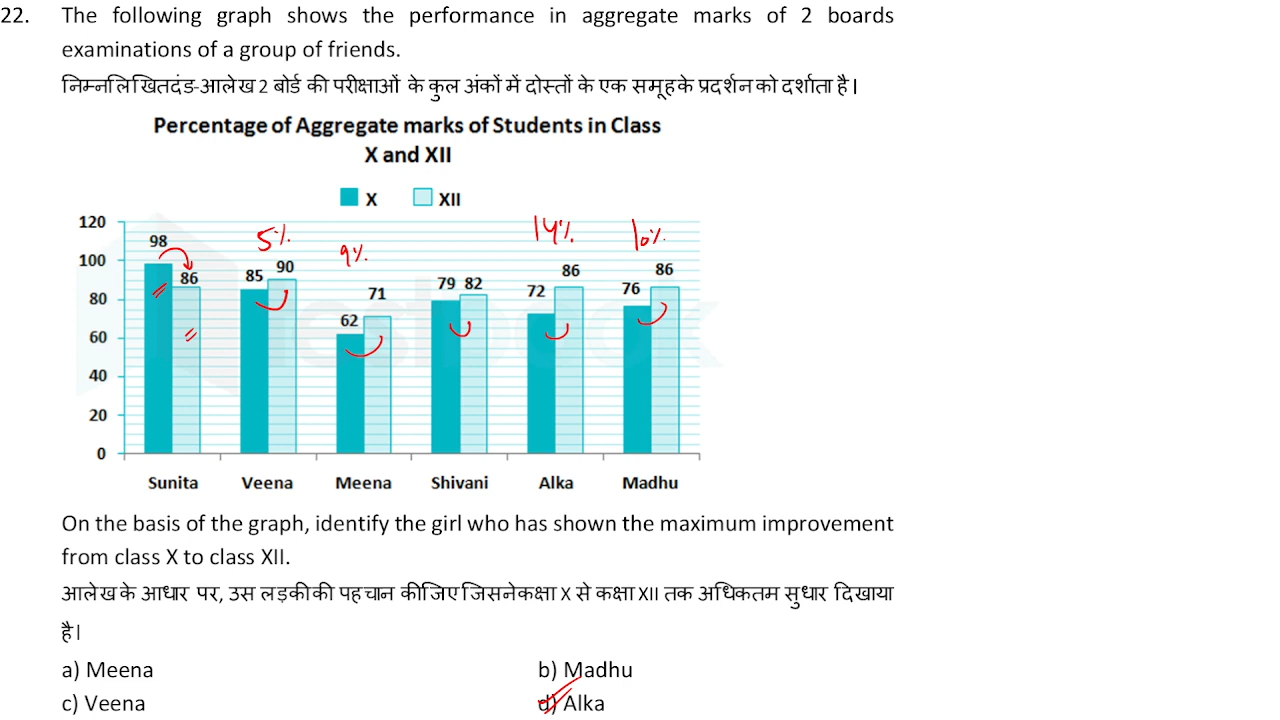 22. The following graph shows the performance in aggregate marks of 2 boards
examinations of a group of friends.
निम्नलिखितदंड-आलेख 2 बोर्ड की परीक्षाओं के कुल अंकों में दोस्तों के एक समूहके प्रदर्शनको दर्शाता है।
Percentage of Aggregate marks of Students in Class
X and XII
X XII
120
100
80
60
40
20
0
98 86 85 90 62 71 79 82 72 86 76 86
5% 9% 14% 10%
Sunita Veena Meena Shivani Alka Madhu
On the basis of the graph, identify the girl who has shown the maximum improvement
from class X to class XII.
आलेखके आधार पर, उस लड़कीकी पहचान कीजिएजिसनेकक्षा X से कक्षा XII तक अधिकतम सुधार दिखाया
है।
a) Meena b) Madhu
c) Veena d) Alka